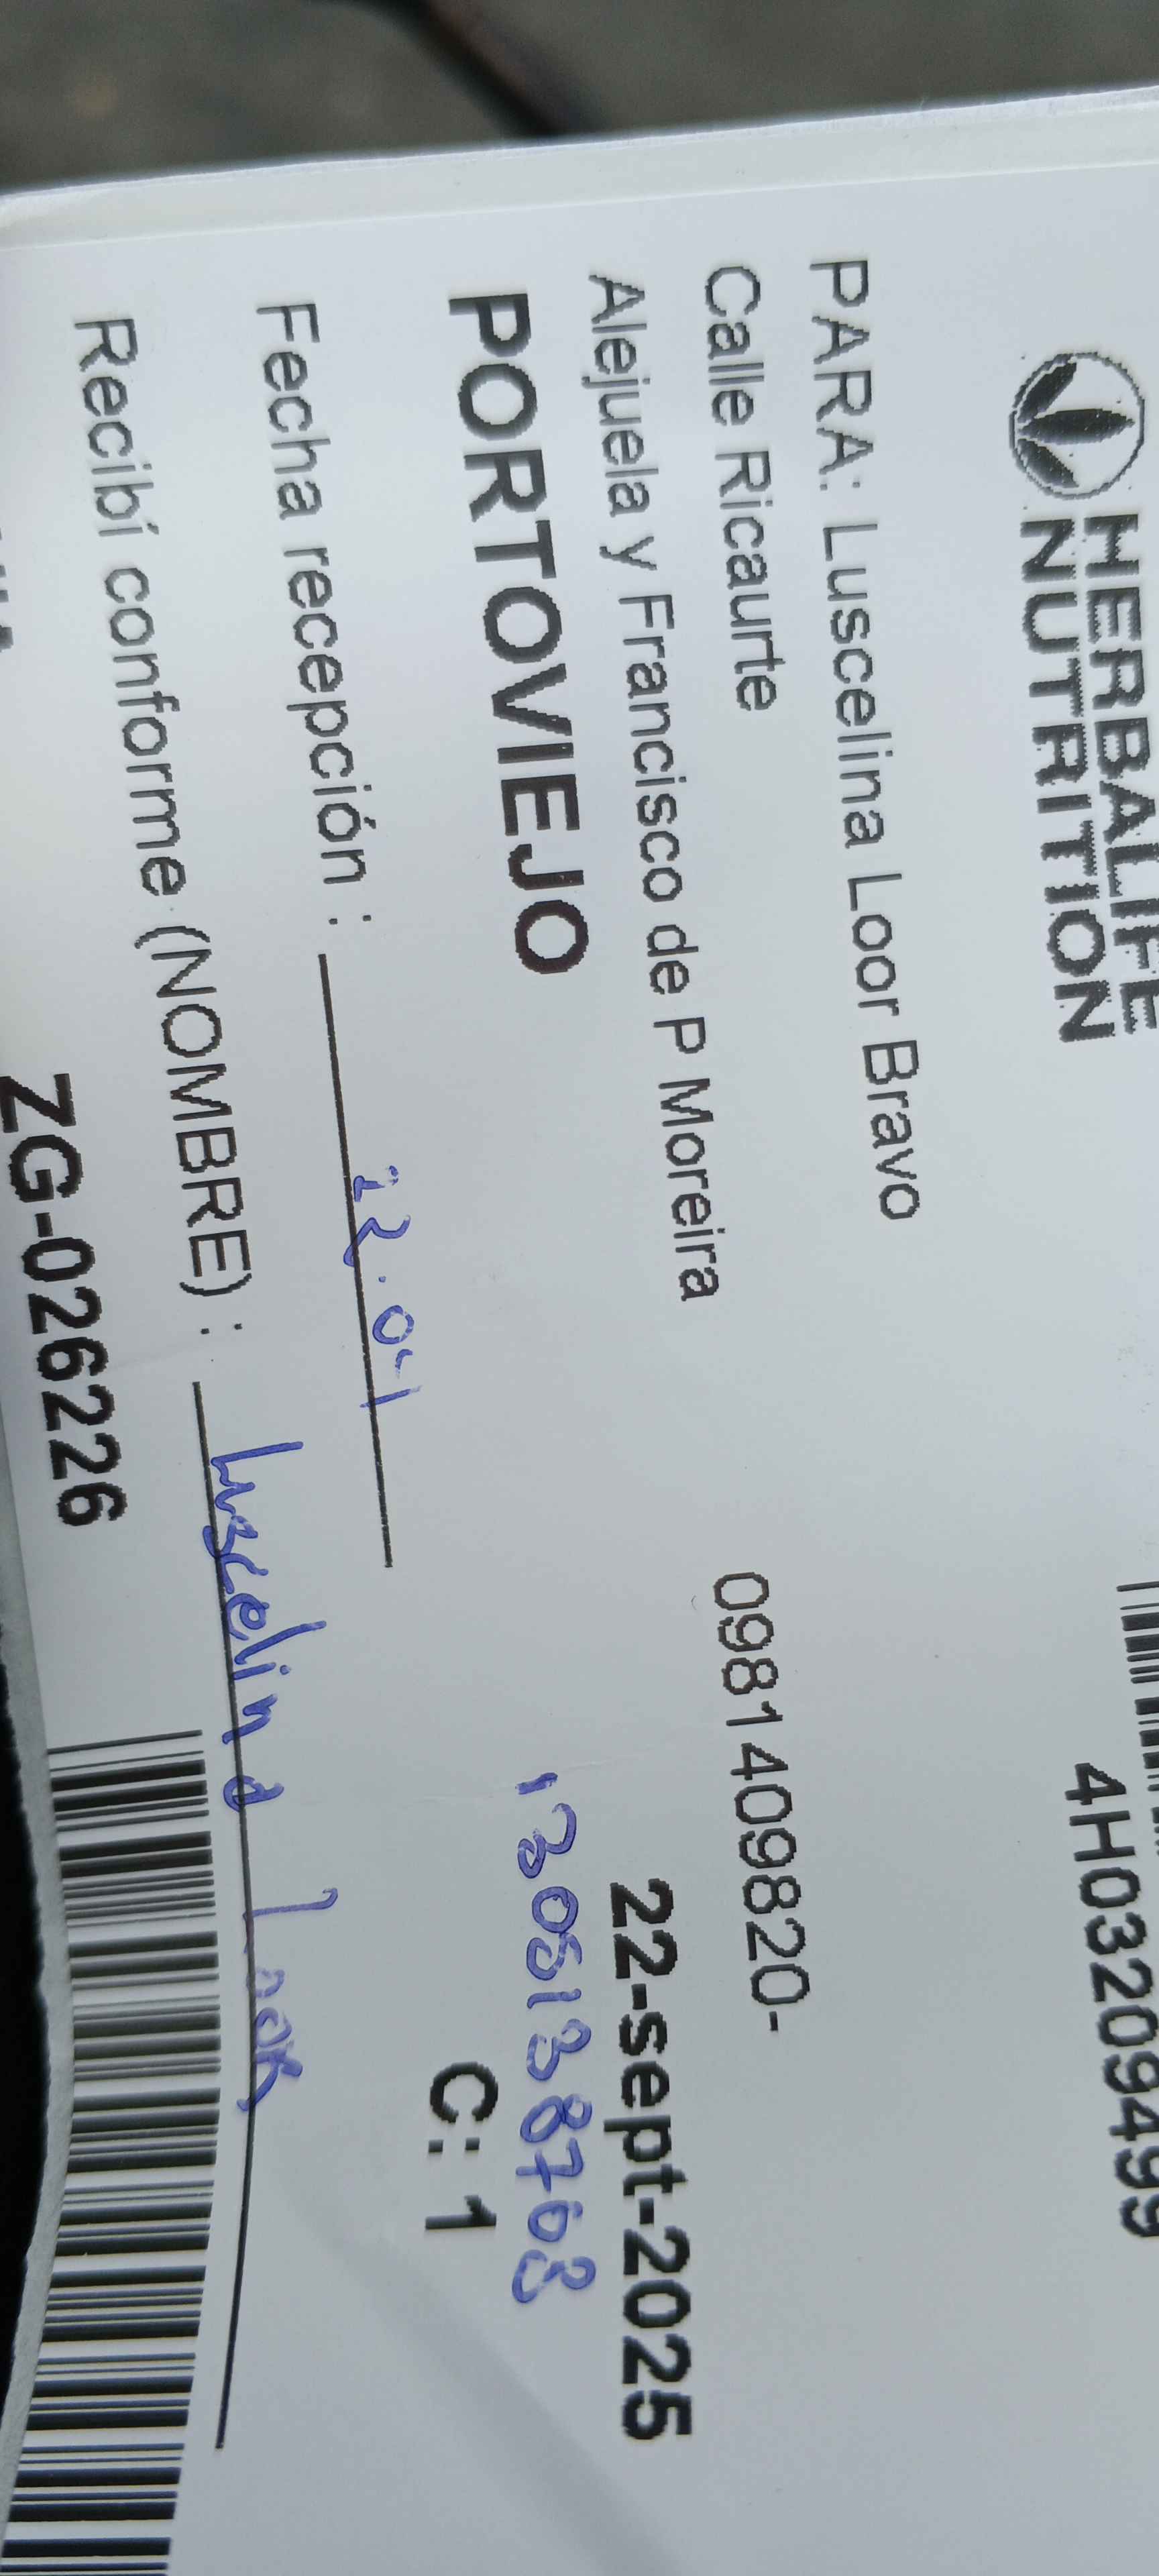 HERBALIFE
NUTRITION
4H03209499
PARA: Luscelina Loor Bravo
Calle Ricaurte 0981409820-
Alejuela y Francisco de P Moreira
22-sept-2025
PORTOVIEJO 1305138763
C: 1
Fecha recepción : 22.09
Recibí conforme (NOMBRE) : Luscelina Loor
ZG-026226